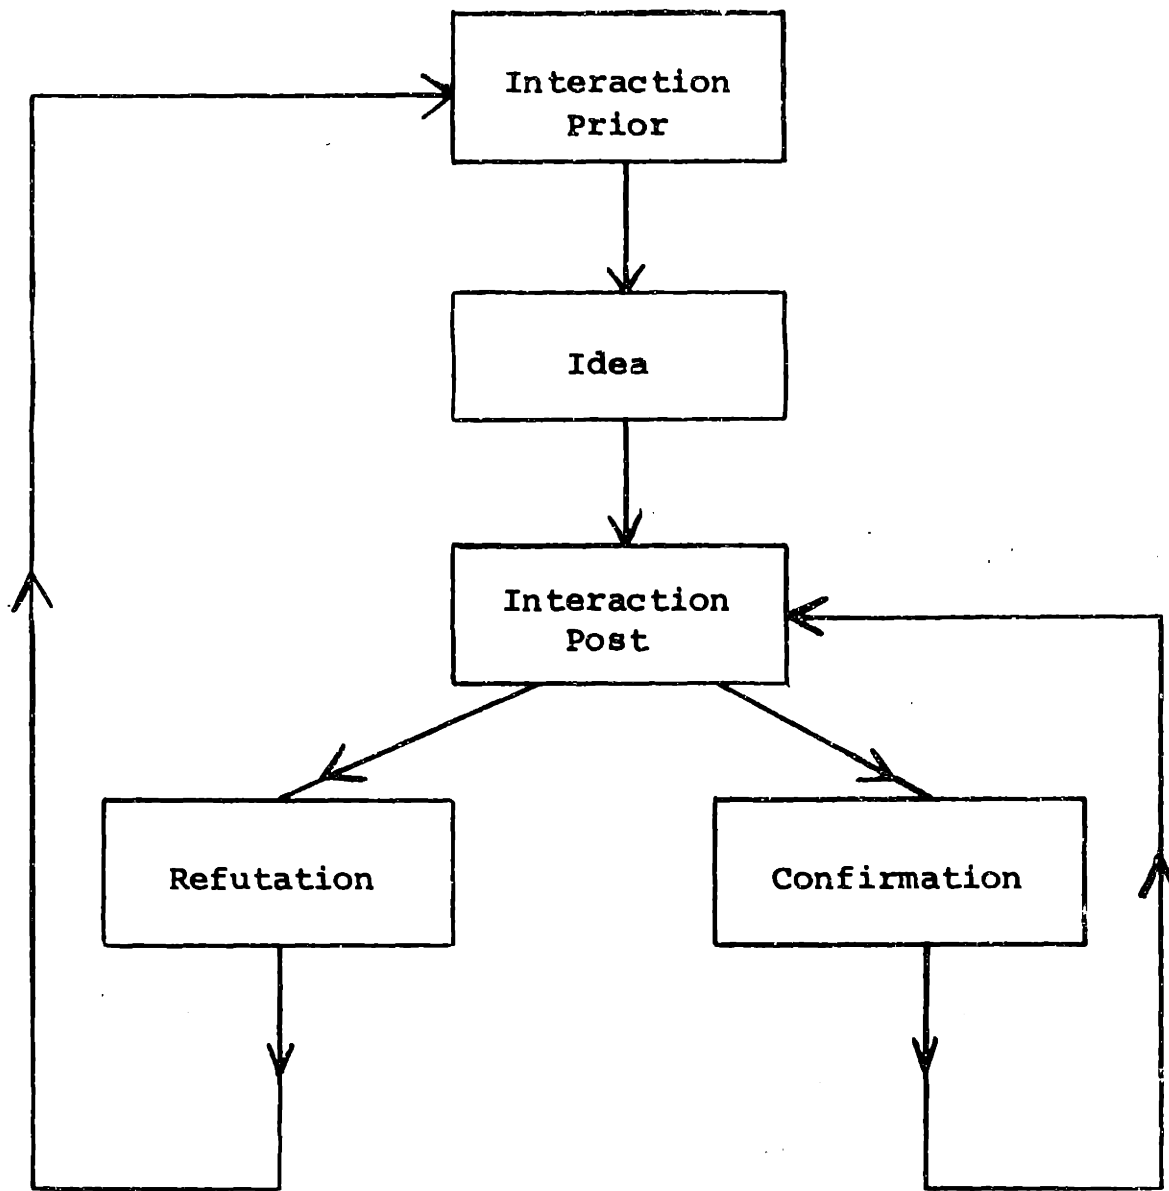 Interaction
Prior
Idea
Interaction
Post
Refutation
Confirmation